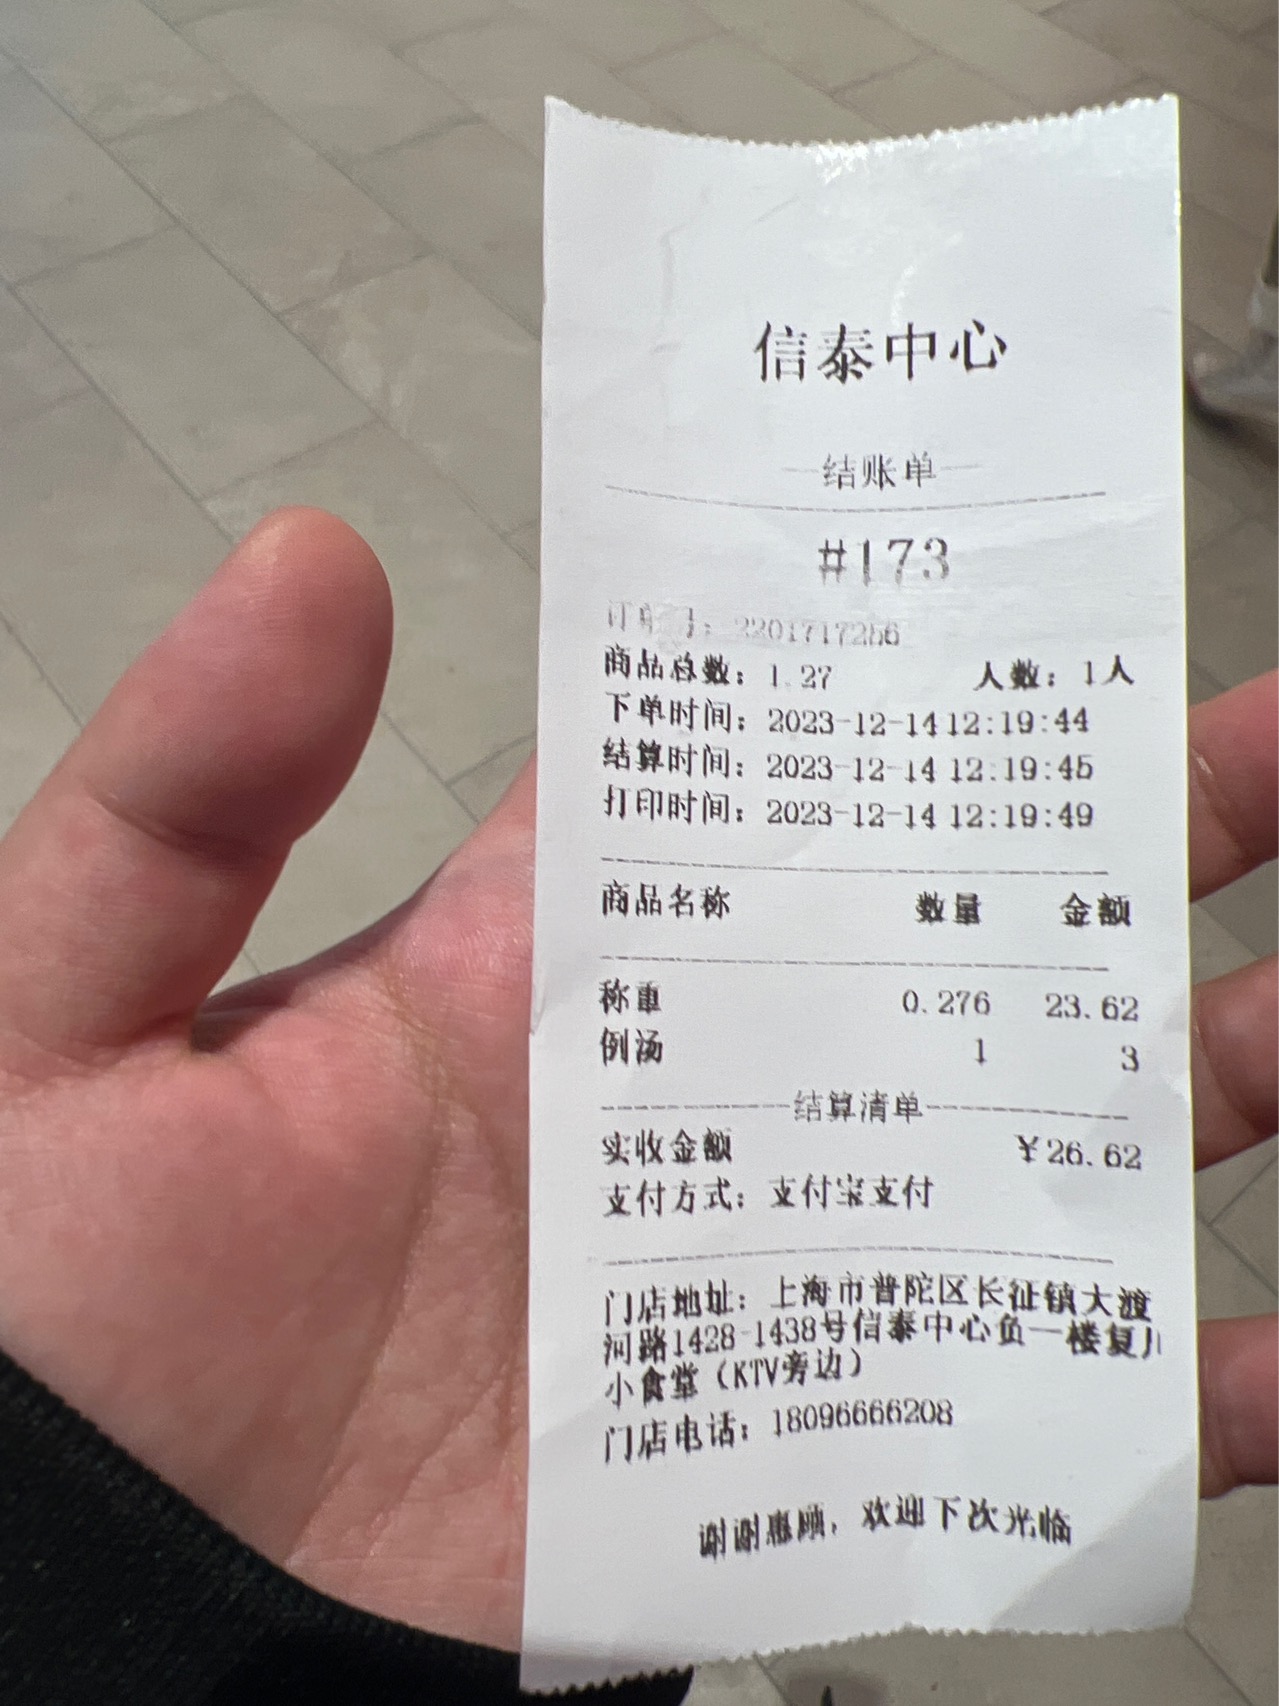 信泰中心
结账单
#173
商品总数：1.27 人数：1人
下单时间：2023-12-14 12:19:44
结算时间：2023-12-14 12:19:45
打印时间：2023-12-14 12:19:49
商品名称 数量 金额
称重 0.276 23.62
例汤 1 3
结算清单
实收金额 ¥26.62
支付方式：支付宝支付
门店地址：上海市普陀区长征镇大渡
河路1428-1438号信泰中心负一楼复
小食堂（KTV旁边）
门店电话：18096666208
谢谢惠顾，欢迎下次光临